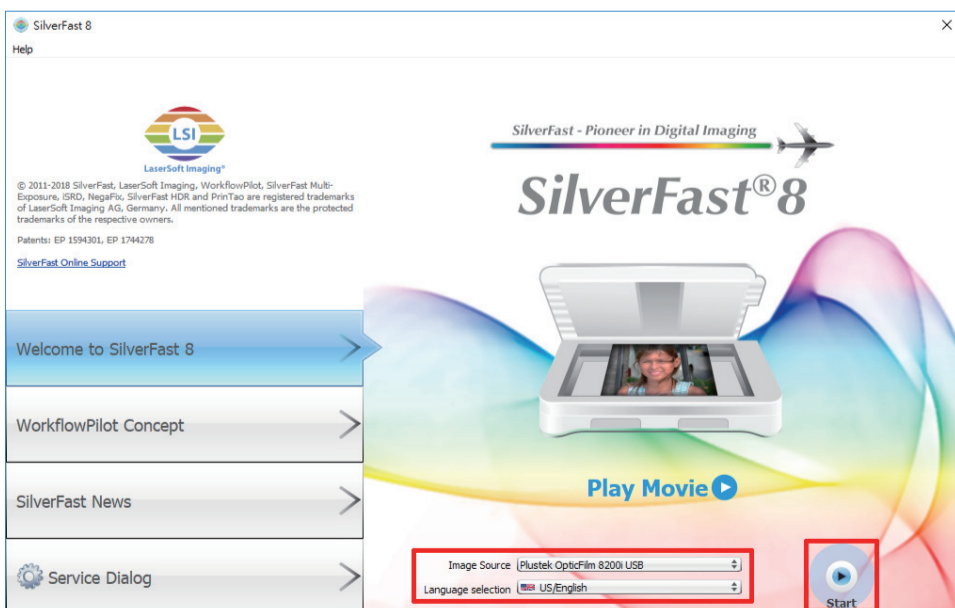 SilverFast 8
Help
LSI
LaserSoft Imaging®
© 2011-2018 SilverFast, LaserSoft Imaging, WorkflowPilot, SilverFast Multi-
Exposure, iSRD, NegaFix, SilverFast HDR and PrinTao are registered trademarks
of LaserSoft Imaging AG, Germany. All mentioned trademarks are the protected
trademarks of the respective owners.
Patents: EP 1594301, EP 1744278
SilverFast Online Support
Welcome to SilverFast 8
WorkflowPilot Concept
SilverFast News
Service Dialog
SilverFast - Pioneer in Digital Imaging
SilverFast®8
Play Movie
Image Source Plustek OpticFilm 8200i USB
Language selection US/English
Start